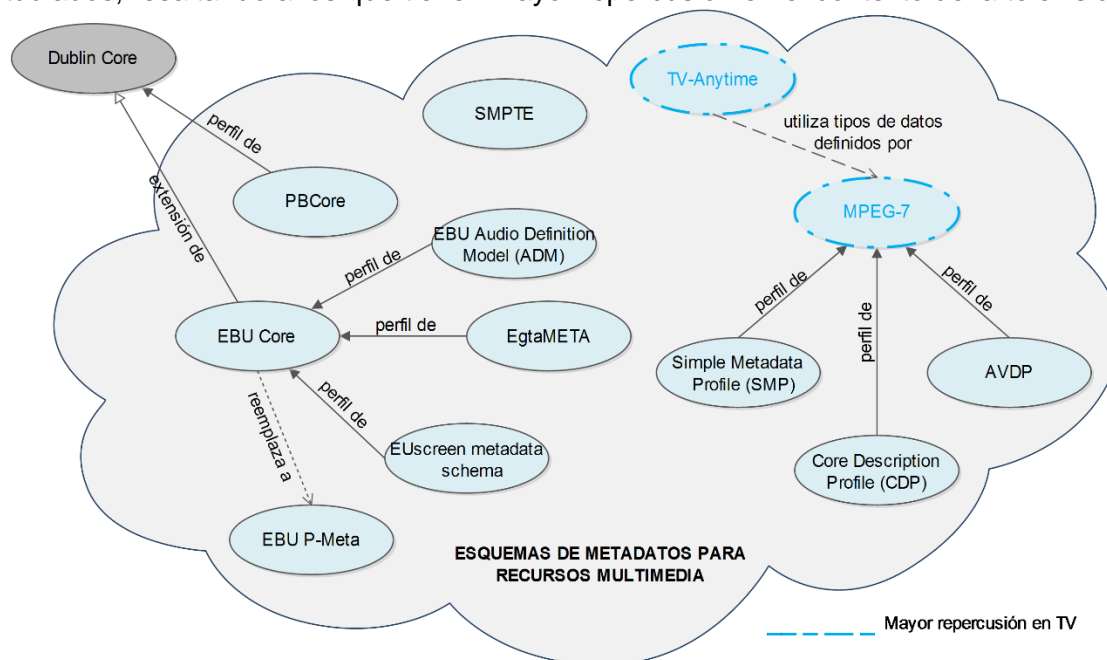 Dublin Core
TV-Anytime
SMPTE
utiliza tipos de datos
definidos por
perfil de
PBCore
MPEG-7
extensión de
EBU Audio Definition
Model (ADM)
perfil de
perfil de
perfil de
perfil de
EBU Core
perfil de
EgtaMETA
Simple Metadata
Profile (SMP)
AVDP
reemplaza a
perfil de
EUscreen metadata
schema
Core Description
Profile (CDP)
EBU P-Meta
ESQUEMAS DE METADATOS PARA
RECURSOS MULTIMEDIA
Mayor repercusión en TV